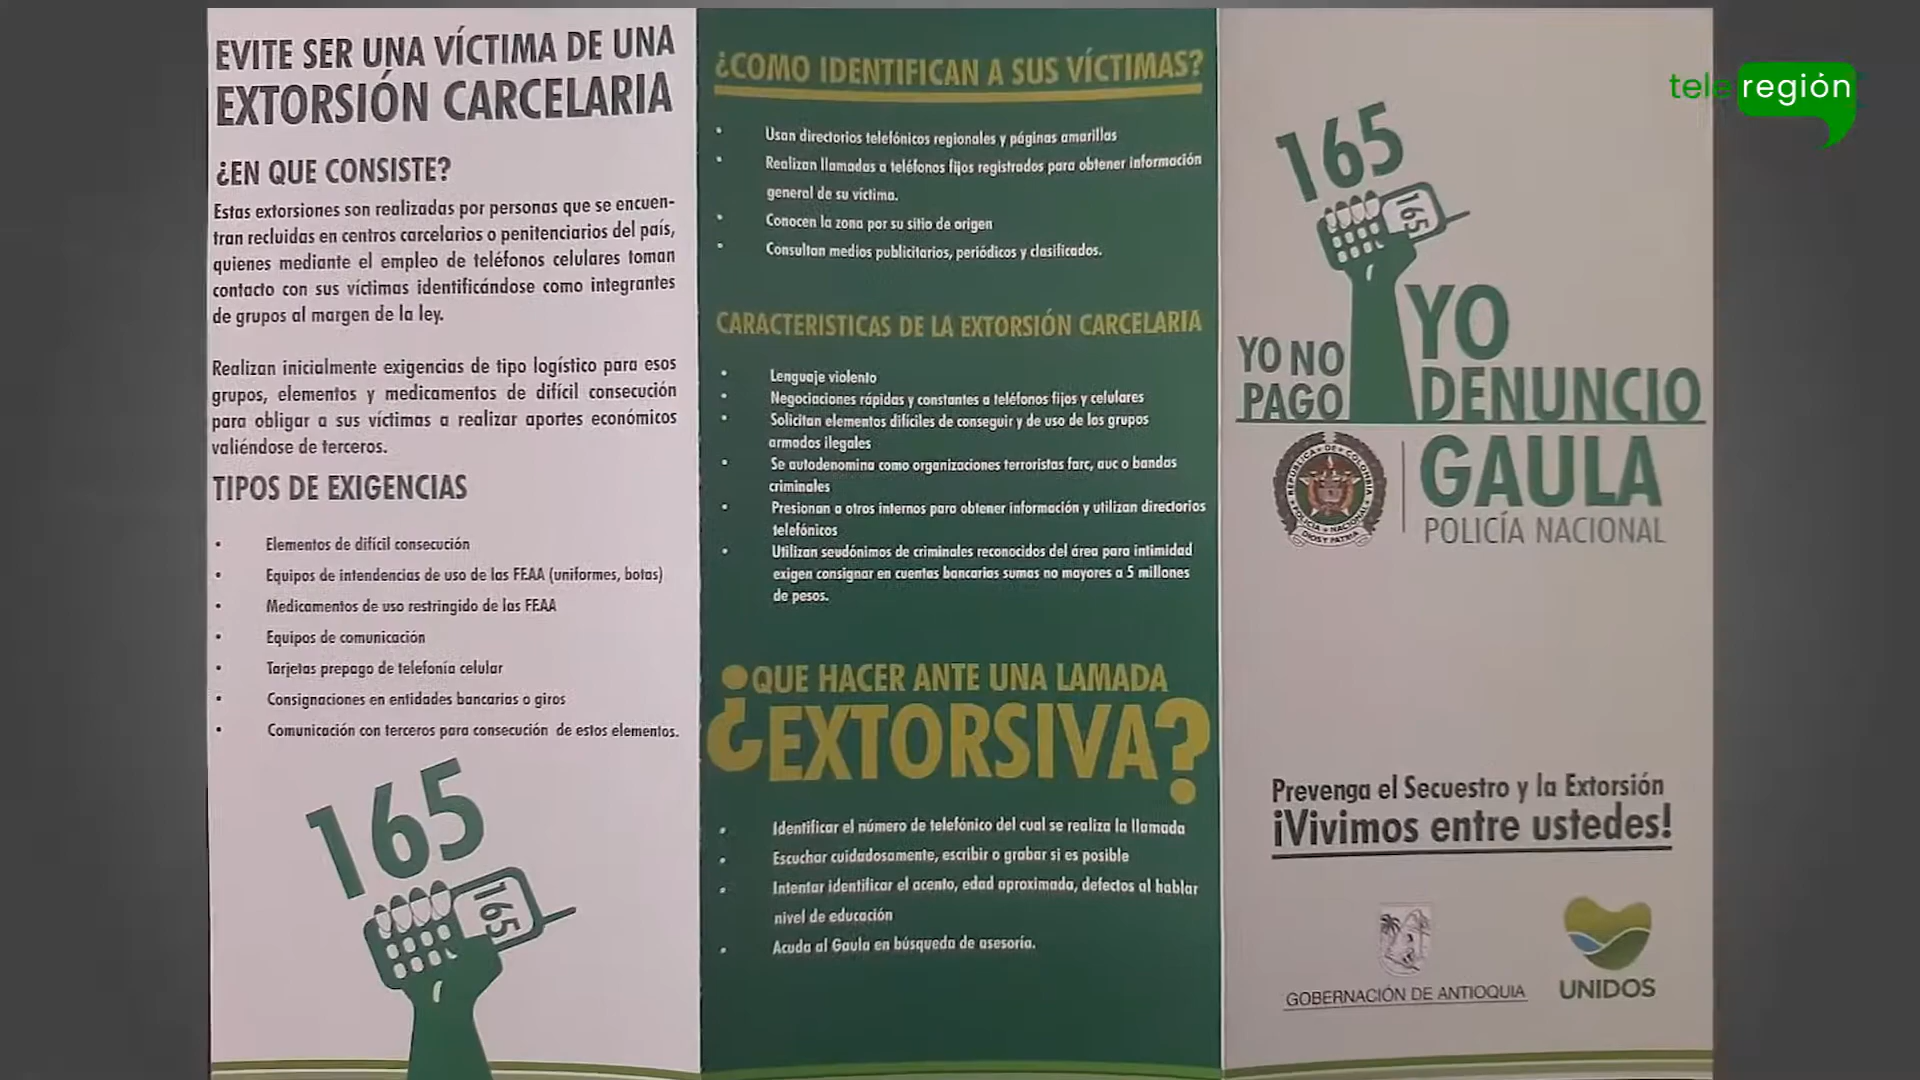 EVITE SER UNA VÍCTIMA DE UNA
EXTORSIÓN CARCELARIA
¿EN QUE CONSISTE?
Estas extorsiones son realizadas por personas que se encuen-
tran recluidas en centros carcelarios o penitenciarios del país,
quienes mediante el empleo de teléfonos celulares toman
contacto con sus víctimas identificándose como integrantes
de grupos al margen de la ley.
Realizan inicialmente exigencias de tipo logístico para esos
grupos, elementos y medicamentos de difícil consecución
para obligar a sus víctimas a realizar aportes económicos
valiéndose de terceros.
TIPOS DE EXIGENCIAS
• Elementos de difícil consecución
• Equipos de intendencias de uso de las FF.AA (uniformes, botas)
• Medicamentos de uso restringido de las FF.AA
• Equipos de comunicación
• Tarjetas prepago de telefonía celular
• Consignaciones en entidades bancarias o giros
• Comunicación con terceros para consecución de estos elementos.
165
165
¿COMO IDENTIFICAN A SUS VÍCTIMAS?
• Usan directorios telefónicos regionales y páginas amarillas
• Realizan llamadas a teléfonos fijos registrados para obtener información
general de su víctima.
• Conocen la zona por su sitio de origen
• Consultan medios publicitarios, periódicos y clasificados.
CARACTERISTICAS DE LA EXTORSIÓN CARCELARIA
• Lenguaje violento
• Negociaciones rápidas y constantes a teléfonos fijos y celulares
• Solicitan elementos difíciles de conseguir y de uso de los grupos
armados ilegales
• Se autodenomina como organizaciones terroristas farc, auc o bandas
criminales
• Presionan a otros internos para obtener información y utilizan directorios
telefónicos
• Utilizan seudónimos de criminales reconocidos del área para intimidad
exigen consignar en cuentas bancarias sumas no mayores a 5 millones
de pesos.
QUE HACER ANTE UNA LAMADA
¿EXTORSIVA?
• Identificar el número de telefónico del cual se realiza la llamada
• Escuchar cuidadosamente, escribir o grabar si es posible
• Intentar identificar el acento, edad aproximada, defectos al hablar
nivel de educación
• Acuda al Gaula en búsqueda de asesoría.
tele región
165
165
YO NO
PAGO
YO
DENUNCIO
REPUBLICA DE COLOMBIA
POLICIA NACIONAL
DIOS Y PATRIA
GAULA
POLICÍA NACIONAL
Prevenga el Secuestro y la Extorsión
¡Vivimos entre ustedes!
GOBERNACIÓN DE ANTIOQUIA
UNIDOS